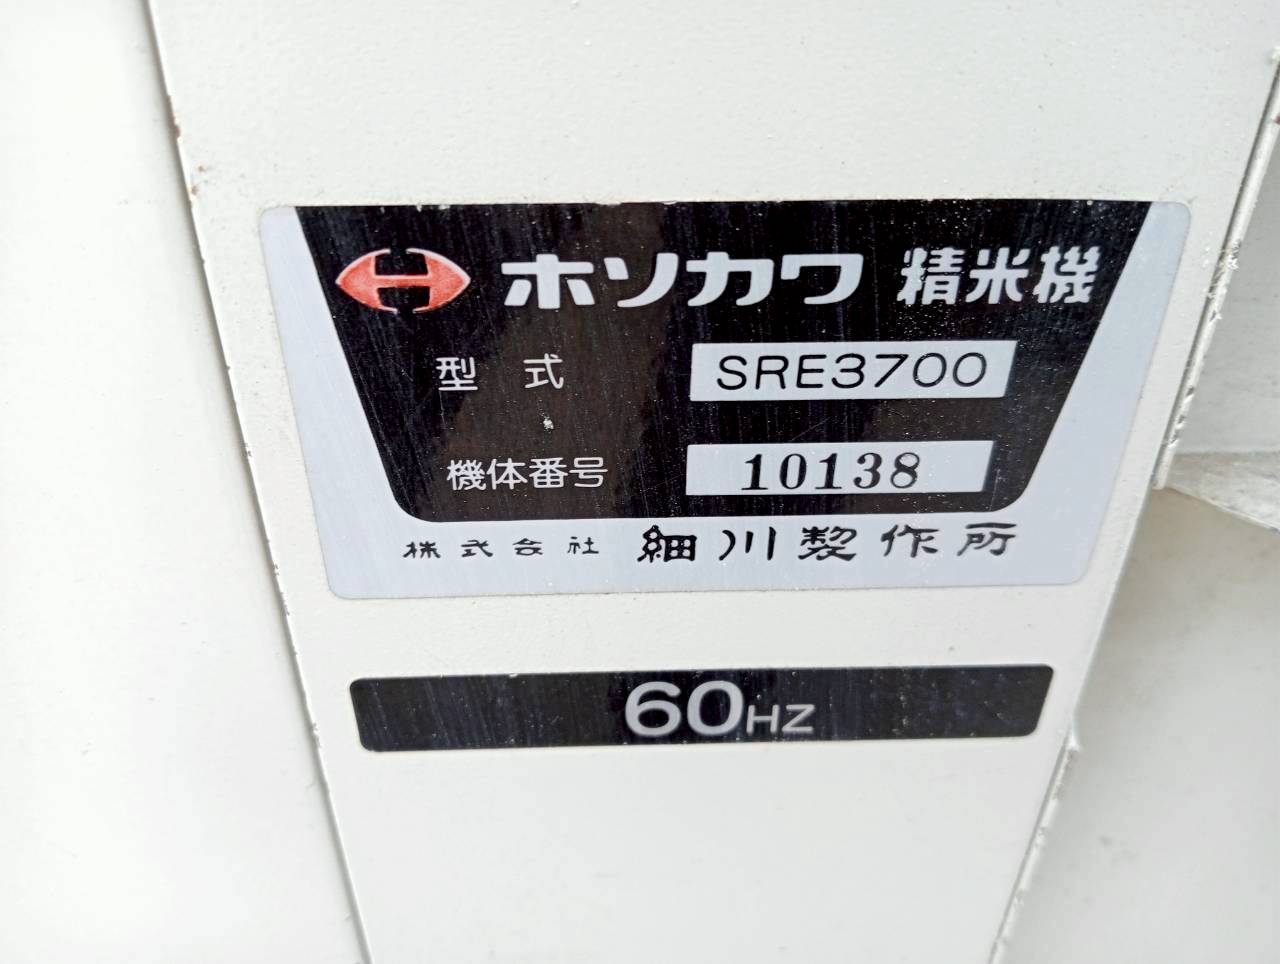 ホソカワ 精米機
型式 SRE3700
機体番号 10138
株式会社 細川製作所
60HZ